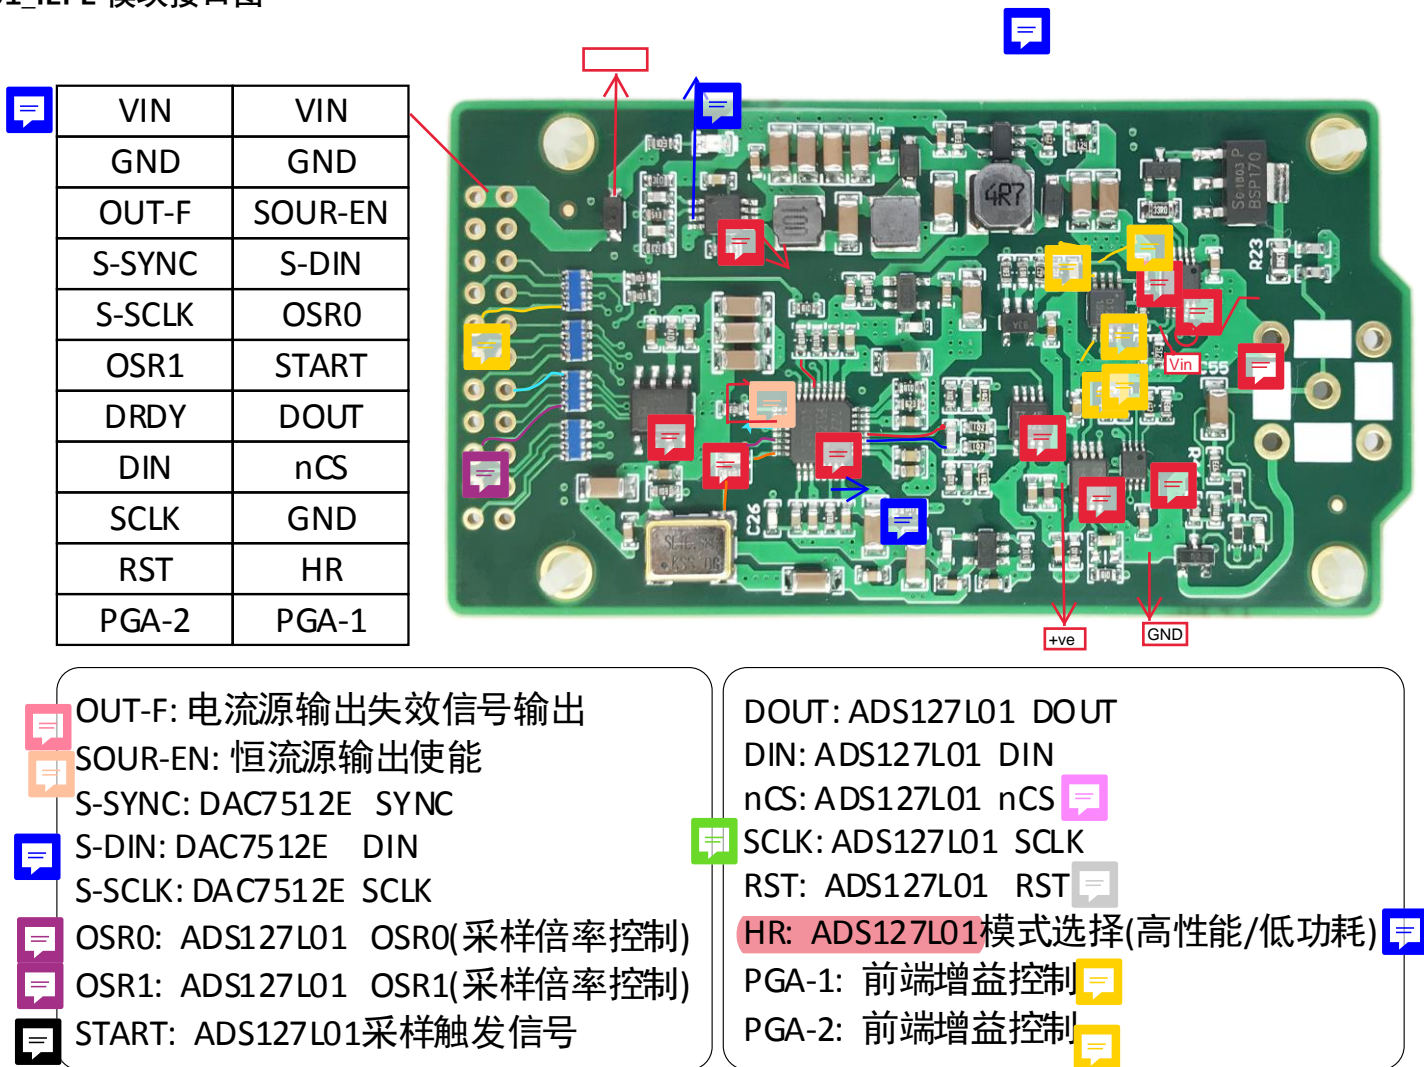 VIN VIN
GND GND
OUT-F SOUR-EN
S-SYNC S-DIN
S-SCLK OSR0
OSR1 START
DRDY DOUT
DIN nCS
SCLK GND
RST HR
PGA-2 PGA-1
4R7
100
BSP170
R23
Vin
C55
C26
+ve
GND
OUT-F: 电流源输出失效信号输出
SOUR-EN: 恒流源输出使能
S-SYNC: DAC7512E SYNC
S-DIN: DAC7512E DIN
S-SCLK: DAC7512E SCLK
OSR0: ADS127L01 OSR0(采样倍率控制)
OSR1: ADS127L01 OSR1(采样倍率控制)
START: ADS127L01采样触发信号
DOUT: ADS127L01 DOUT
DIN: ADS127L01 DIN
nCS: ADS127L01 nCS
SCLK: ADS127L01 SCLK
RST: ADS127L01 RST
HR: ADS127L01模式选择(高性能/低功耗)
PGA-1: 前端增益控制
PGA-2: 前端增益控制